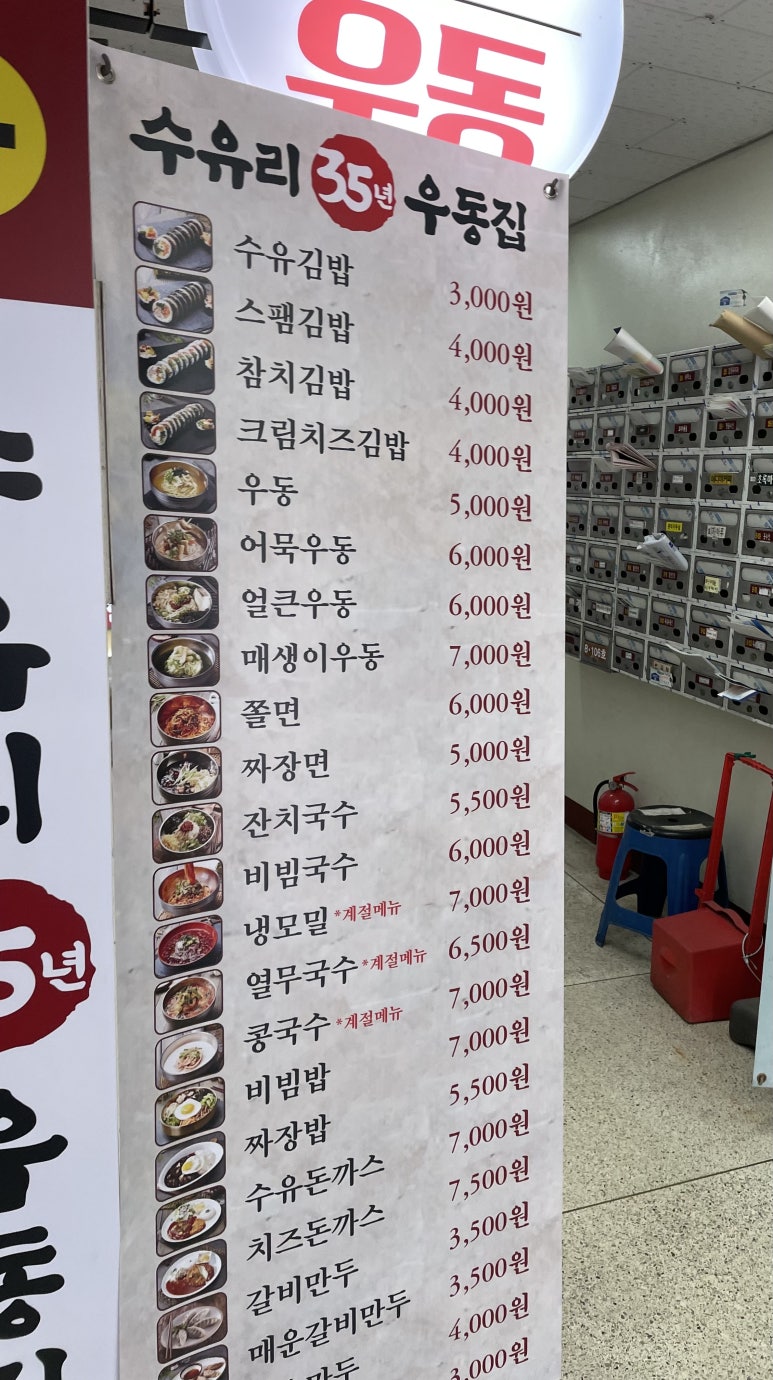 우동
수유리 35년 우동집
수유김밥 3,000원
스팸김밥 4,000원
참치김밥 4,000원
크림치즈김밥 4,000원
우동 5,000원
어묵우동 6,000원
얼큰우동 6,000원
매생이우동 7,000원
쫄면 6,000원
짜장면 5,000원
잔치국수 5,500원
비빔국수 6,000원
냉모밀 *계절메뉴 7,000원
열무국수 *계절메뉴 6,500원
콩국수 *계절메뉴 7,000원
비빔밥 7,000원
짜장밥 5,500원
수유돈까스 7,000원
치즈돈까스 7,500원
갈비만두 3,500원
매운갈비만두 3,500원
만두 4,000원
3,000원
B-106호